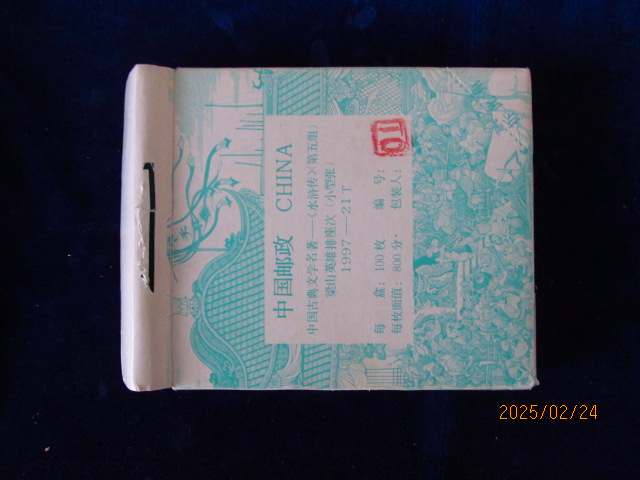 中国邮政 CHINA
中国古典文学名著——《水浒传》(第五组)
梁山英雄排座次(小型张)
1997—21T
每 盒: 100枚 编 号:
每枚面值: 800分 包装人:
2025/02/24